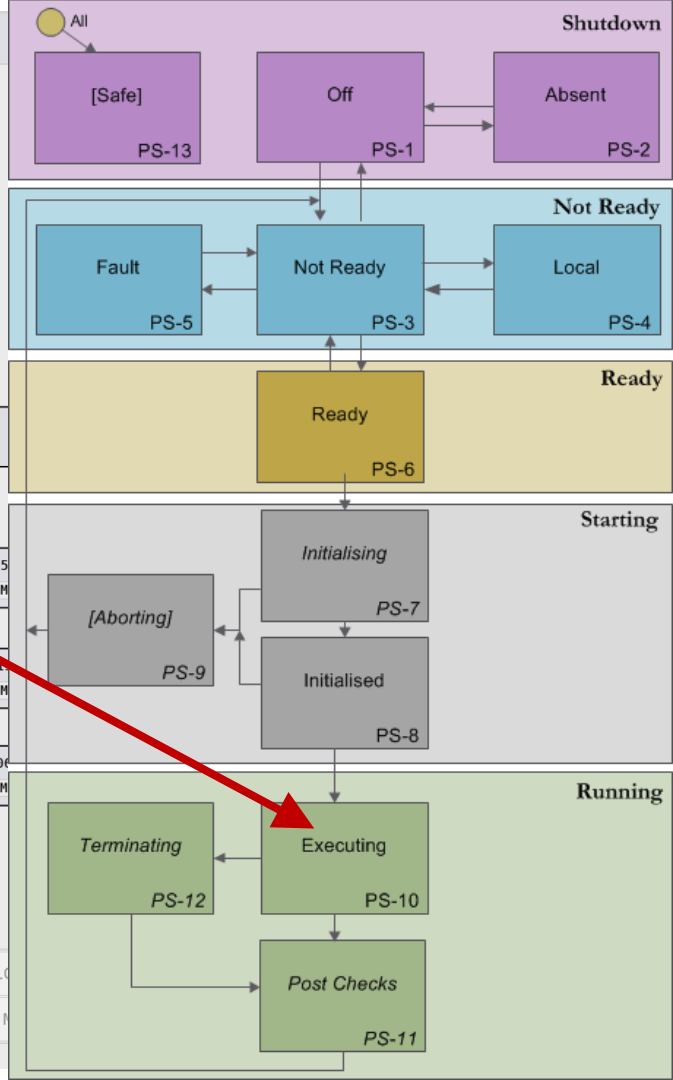 All
Shutdown
[Safe]
PS-13
Off
PS-1
Absent
PS-2
Not Ready
Fault
PS-5
Not Ready
PS-3
Local
PS-4
Ready
Ready
PS-6
Starting
Initialising
PS-7
[Aborting]
PS-9
Initialised
PS-8
Running
Terminating
PS-12
Executing
PS-10
Post Checks
PS-11